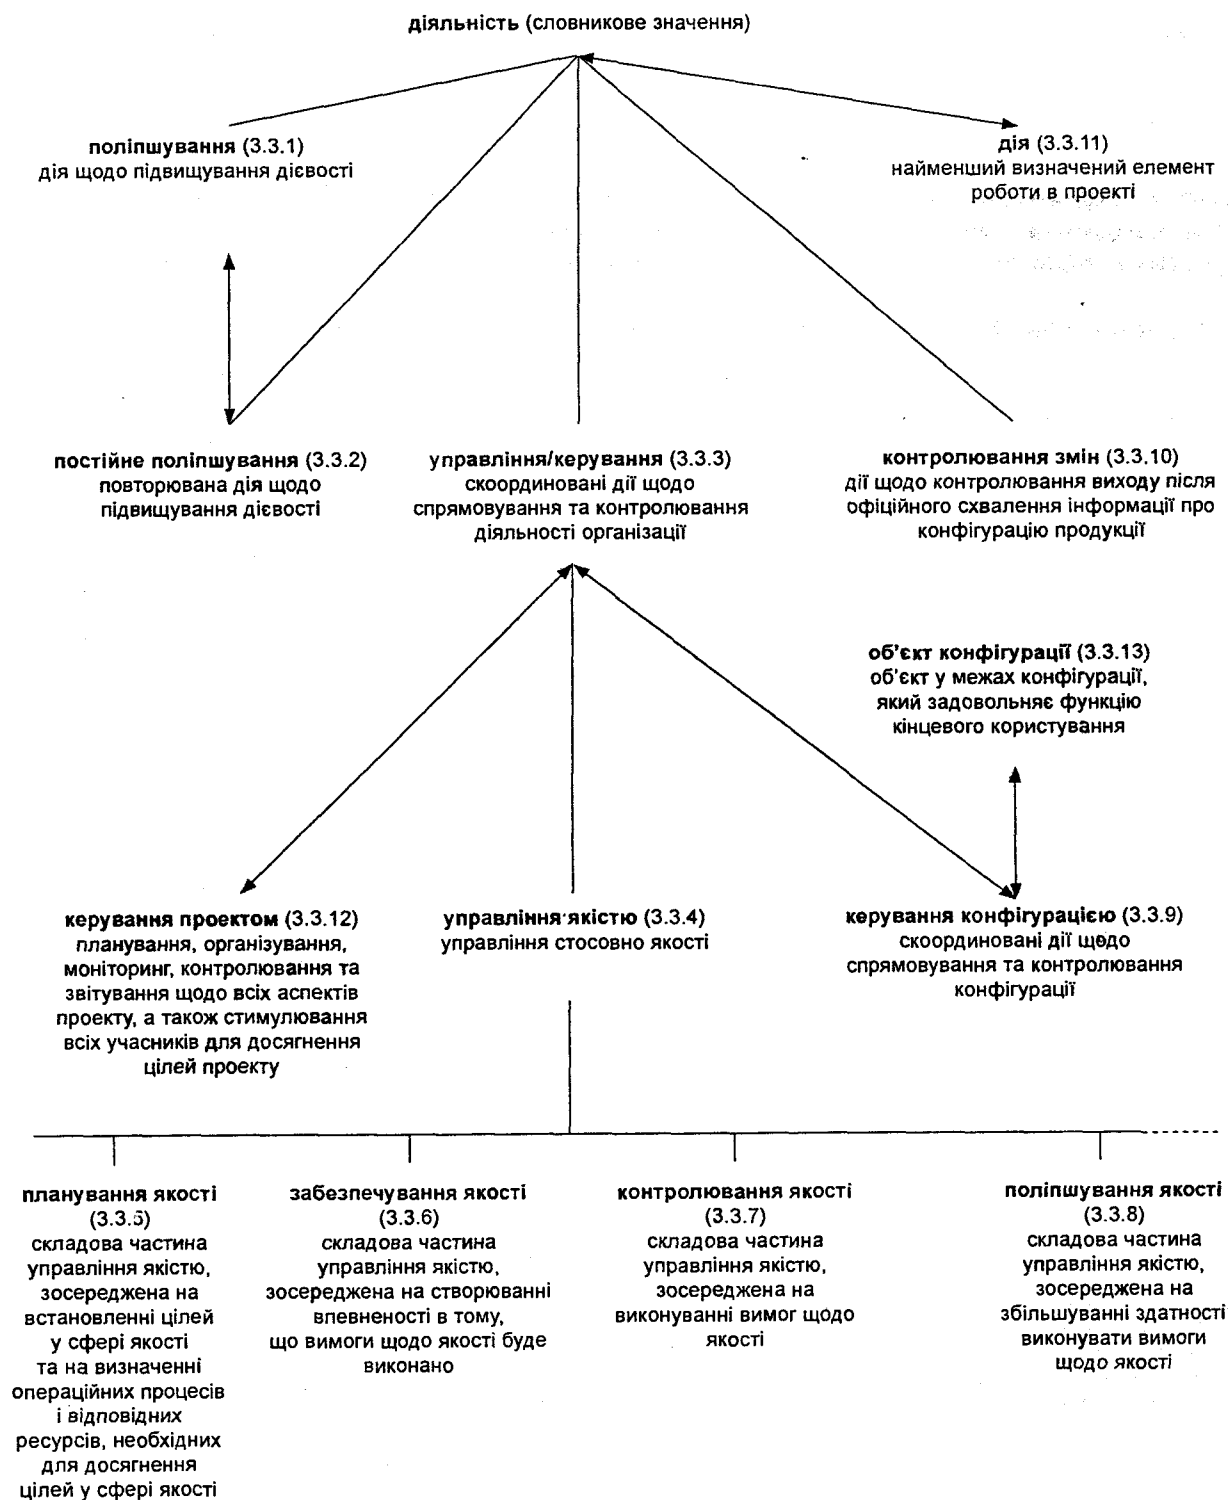 діяльність (словникове значення)
поліпшування (3.3.1)
дія щодо підвищування дієвості
дія (3.3.11)
найменший визначений елемент
роботи в проекті
постійне поліпшування (3.3.2)
повторювана дія щодо
підвищування дієвості
управління/керування (3.3.3)
скоординовані дії щодо
спрямовування та контролювання
діяльності організації
контролювання змін (3.3.10)
дії щодо контролювання виходу після
офіційного схвалення інформації про
конфігурацію продукції
об'єкт конфігурації (3.3.13)
об'єкт у межах конфігурації,
який задовольняє функцію
кінцевого користування
керування проектом (3.3.12)
планування, організування,
моніторинг, контролювання та
звітування щодо всіх аспектів
проекту, а також стимулювання
всіх учасників для досягнення
цілей проекту
управління якістю (3.3.4)
управління стосовно якості
керування конфігурацією (3.3.9)
скоординовані дії щодо
спрямовування та контролювання
конфігурації
планування якості
(3.3.5)
складова частина
управління якістю,
зосереджена на
встановленні цілей
у сфері якості
та на визначенні
операційних процесів
і відповідних
ресурсів, необхідних
для досягнення
цілей у сфері якості
забезпечування якості
(3.3.6)
складова частина
управління якістю,
зосереджена на створюванні
впевненості в тому,
що вимоги щодо якості буде
виконано
контролювання якості
(3.3.7)
складова частина
управління якістю,
зосереджена на
виконуванні вимог щодо
якості
поліпшування якості
(3.3.8)
складова частина
управління якістю,
зосереджена на
збільшуванні здатності
виконувати вимоги
щодо якості